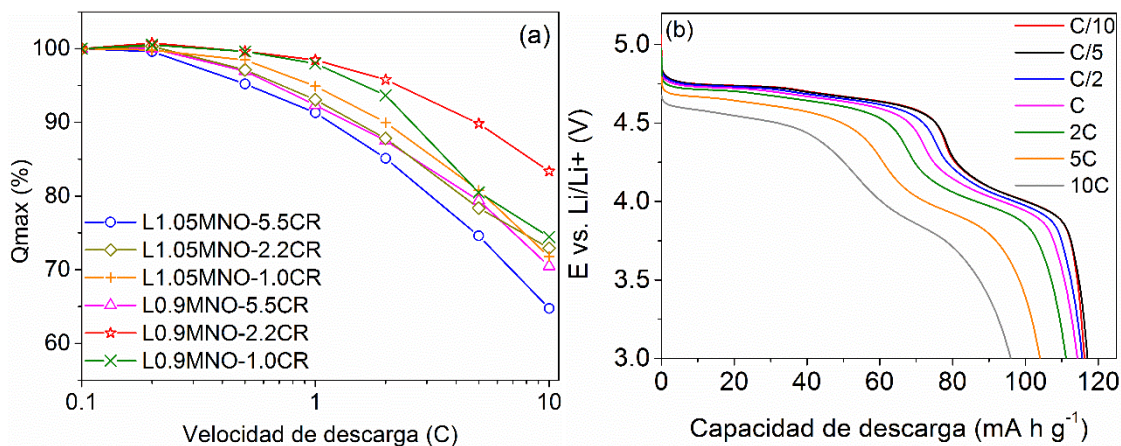 (a)
100
90
80
70
60
Qmax (%)
L1.05MNO-5.5CR
L1.05MNO-2.2CR
L1.05MNO-1.0CR
L0.9MNO-5.5CR
L0.9MNO-2.2CR
L0.9MNO-1.0CR
0.1
1
10
Velocidad de descarga (C)
(b)
5.0
4.5
4.0
3.5
3.0
E vs. Li/Li+ (V)
C/10
C/5
C/2
C
2C
5C
10C
0
20
40
60
80
100
120
Capacidad de descarga (mA h g⁻¹)